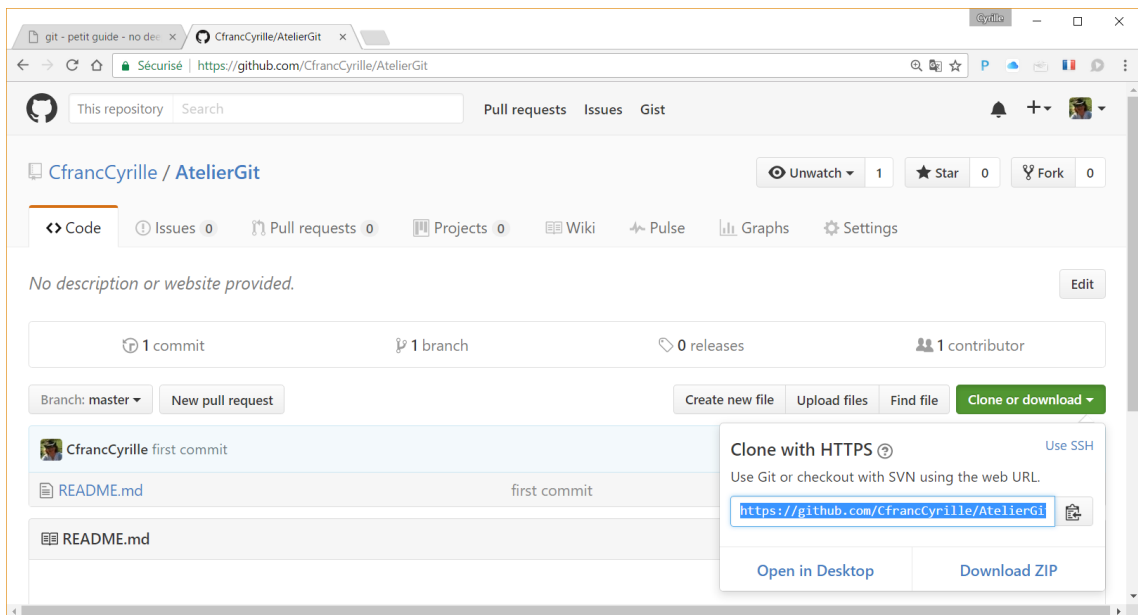 Cyrille
git - petit guide - no dee
CfrancCyrille/AtelierGit
Sécurisé | https://github.com/CfrancCyrille/AtelierGit
This repository Search Pull requests Issues Gist
CfrancCyrille / AtelierGit Unwatch 1 Star 0 Fork 0
Code Issues 0 Pull requests 0 Projects 0 Wiki Pulse Graphs Settings
No description or website provided. Edit
1 commit 1 branch 0 releases 1 contributor
Branch: master New pull request Create new file Upload files Find file Clone or download
CfrancCyrille first commit
README.md first commit
README.md
Clone with HTTPS Use SSH
Use Git or checkout with SVN using the web URL.
https://github.com/CfrancCyrille/AtelierGi
Open in Desktop Download ZIP